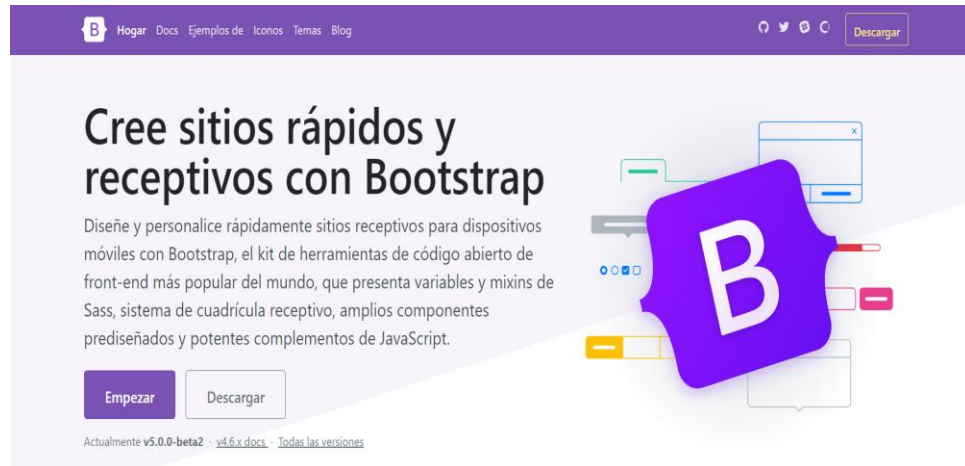 B Hogar Docs Ejemplos de Iconos Temas Blog Descargar
Cree sitios rápidos y
receptivos con Bootstrap
Diseñe y personalice rápidamente sitios receptivos para dispositivos
móviles con Bootstrap, el kit de herramientas de código abierto de
front-end más popular del mundo, que presenta variables y mixins de
Sass, sistema de cuadrícula receptivo, amplios componentes
prediseñados y potentes complementos de JavaScript.
Empezar Descargar
Actualmente v5.0.0-beta2 · v4.6.x docs · Todas las versiones
x
B